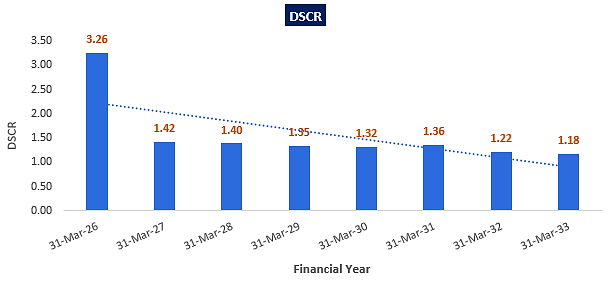 DSCR
3.50
3.00
2.50
2.00
1.50
1.00
0.50
0.00
DSCR
3.26
1.42
1.40
1.35
1.32
1.36
1.22
1.18
31-Mar-26
31-Mar-27
31-Mar-28
31-Mar-29
31-Mar-30
31-Mar-31
31-Mar-32
31-Mar-33
Financial Year